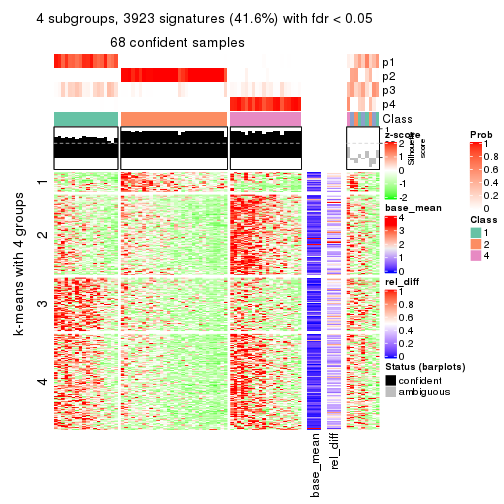 4 subgroups, 3923 signatures (41.6%) with fdr < 0.05
68 confident samples
p1
p2
p3
p4
Class
1
Silhouette
score
k-means with 4 groups
1
2
3
4
base_mean
rel_diff
z-score
2
1
0
-1
-2
base_mean
4
3
2
1
0
rel_diff
1
0.8
0.6
0.4
0.2
0
Status (barplots)
confident
ambiguous
Prob
1
0.8
0.6
0.4
0.2
0
Class
1
2
4